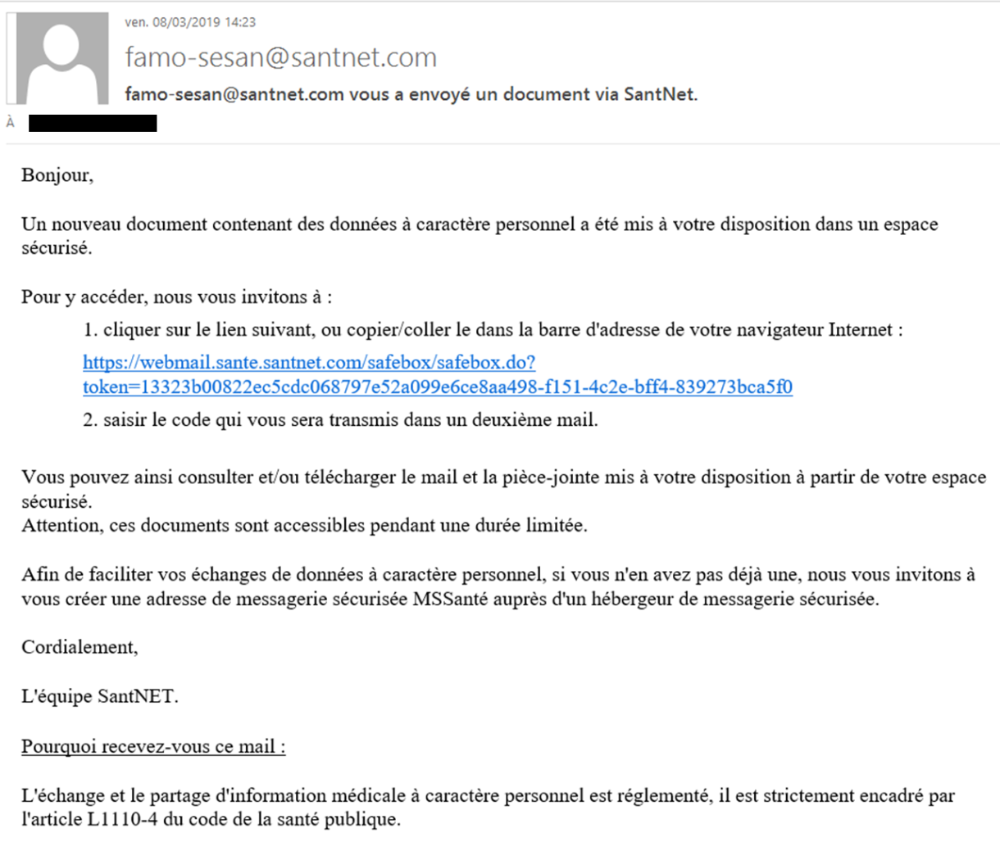 ven. 08/03/2019 14:23
famo-sesan@santnet.com
famo-sesan@santnet.com vous a envoyé un document via SantNet.
À
Bonjour,
Un nouveau document contenant des données à caractère personnel a été mis à votre disposition dans un espace
sécurisé.
Pour y accéder, nous vous invitons à :
1. cliquer sur le lien suivant, ou copier/coller le dans la barre d'adresse de votre navigateur Internet :
https://webmail.sante.santnet.com/safebox/safebox.do?
token=13323b00822ec5cdc068797e52a099e6ce8aa498-f151-4c2e-bff4-839273bca5f0
2. saisir le code qui vous sera transmis dans un deuxième mail.
Vous pouvez ainsi consulter et/ou télécharger le mail et la pièce-jointe mis à votre disposition à partir de votre espace
sécurisé.
Attention, ces documents sont accessibles pendant une durée limitée.
Afin de faciliter vos échanges de données à caractère personnel, si vous n'en avez pas déjà une, nous vous invitons à
vous créer une adresse de messagerie sécurisée MSSanté auprès d'un hébergeur de messagerie sécurisée.
Cordialement,
L'équipe SantNET.
Pourquoi recevez-vous ce mail :
L'échange et le partage d'information médicale à caractère personnel est réglementé, il est strictement encadré par
l'article L1110-4 du code de la santé publique.